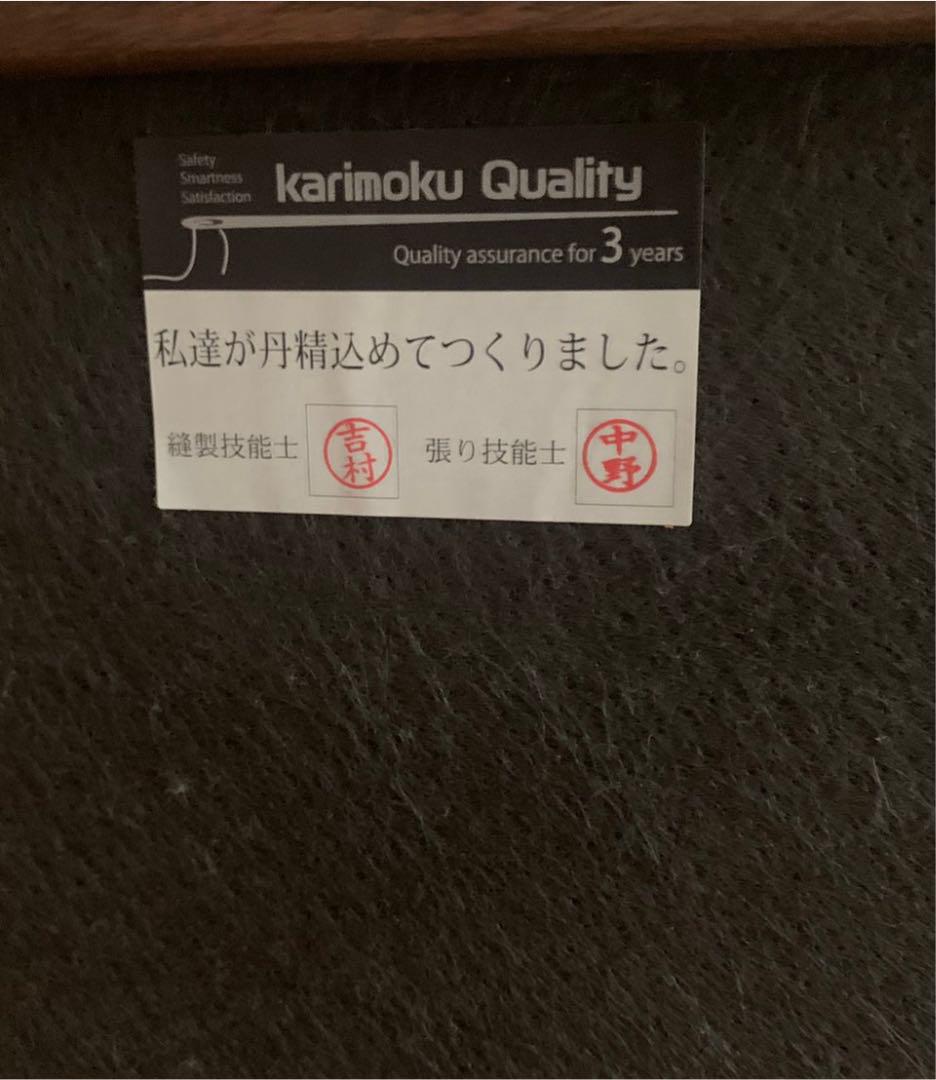 Safety
Smartness
Satisfaction
karimoku Quality
Quality assurance for 3 years
私達が丹精込めてつくりました。
縫製技能士 吉村 張り技能士 中野